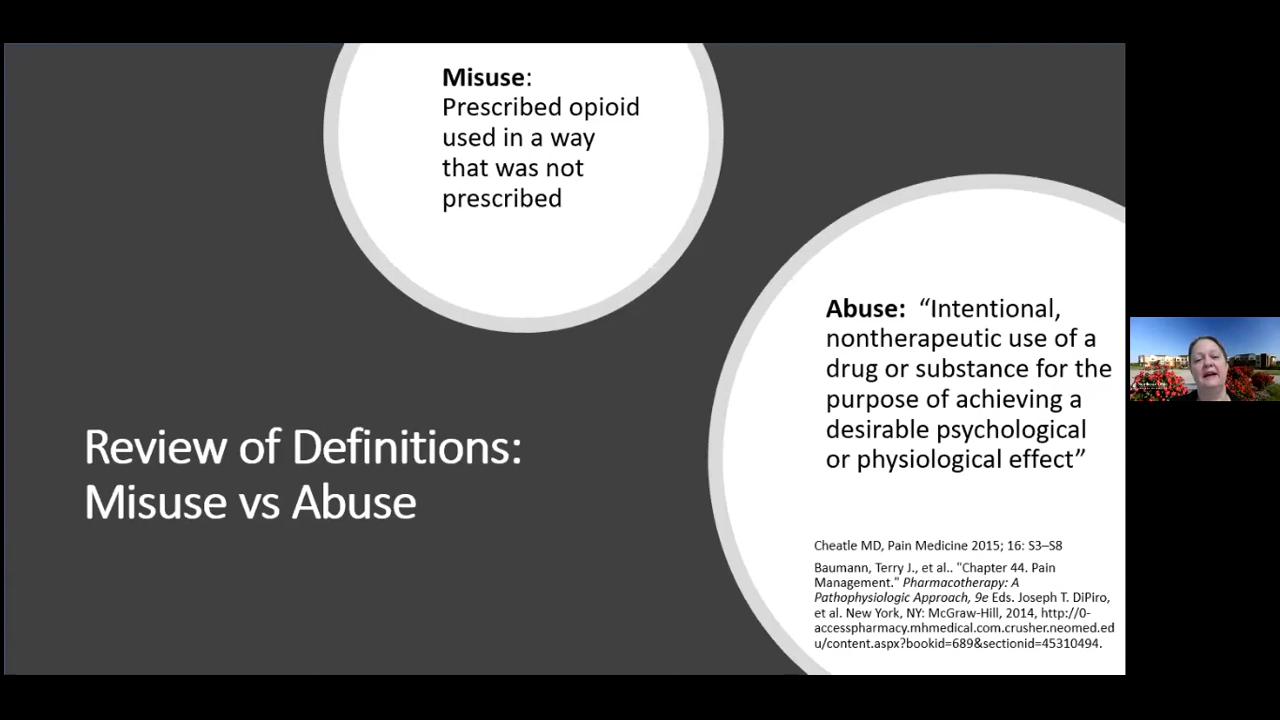 Misuse:
Prescribed opioid
used in a way
that was not
prescribed
Abuse:  “Intentional,
nontherapeutic use of a
drug or substance for the
purpose of achieving a
desirable psychological
or physiological effect”
Review of Definitions:
Misuse vs Abuse
Cheatle MD, Pain Medicine 2015; 16: S3–S8
Baumann, Terry J., et al.. "Chapter 44. Pain
Management." Pharmacotherapy: A
Pathophysiologic Approach, 9e Eds. Joseph T. DiPiro,
et al. New York, NY: McGraw-Hill, 2014, http://0-
accesspharmacy.mhmedical.com.crusher.neomed.ed
u/content.aspx?bookid=689&sectionid=45310494.